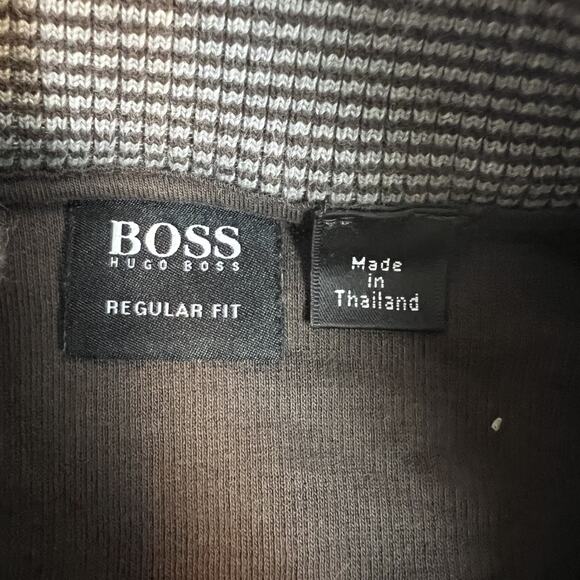 BOSS
HUGO BOSS
REGULAR FIT
Made
in
Thailand